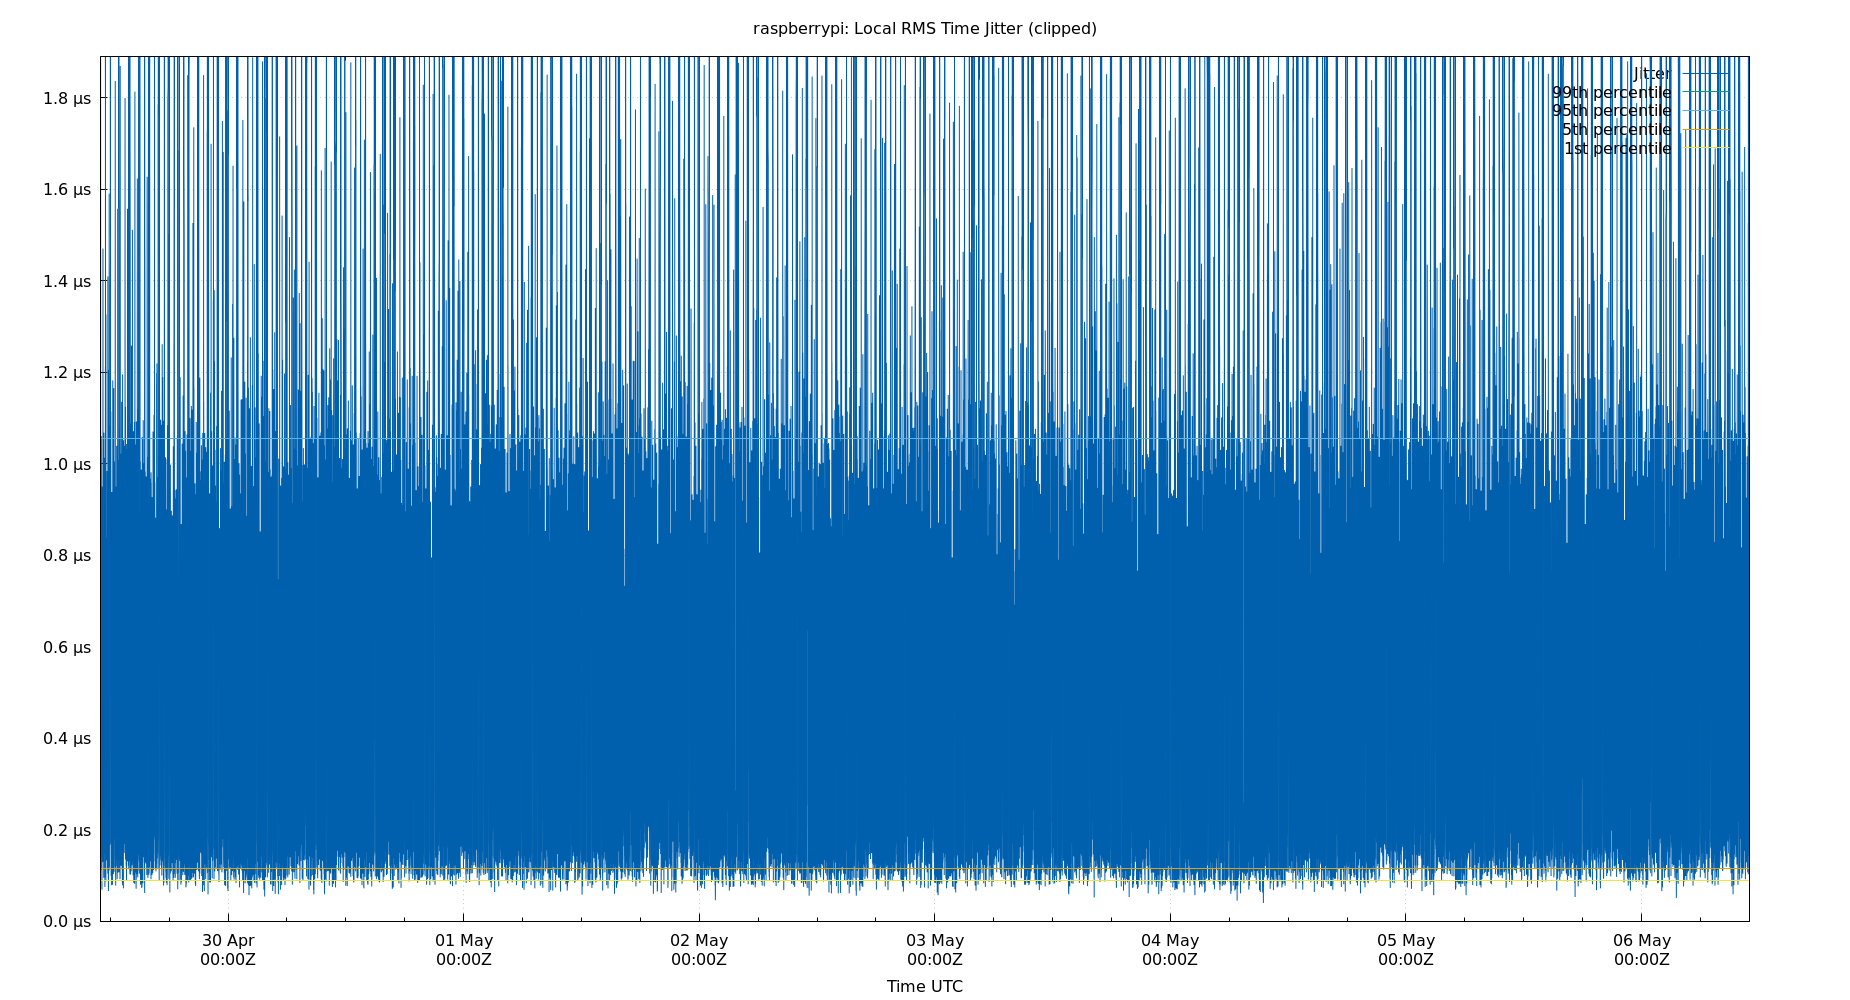 raspberrypi: Local RMS Time Jitter (clipped)
Jitter
99th percentile
95th percentile
5th percentile
1st percentile
1.8 μs
1.6 μs
1.4 μs
1.2 μs
1.0 μs
0.8 μs
0.6 μs
0.4 μs
0.2 μs
0.0 μs
30 Apr 01 May 02 May 03 May 04 May 05 May 06 May
00:00Z 00:00Z 00:00Z 00:00Z 00:00Z 00:00Z 00:00Z
Time UTC